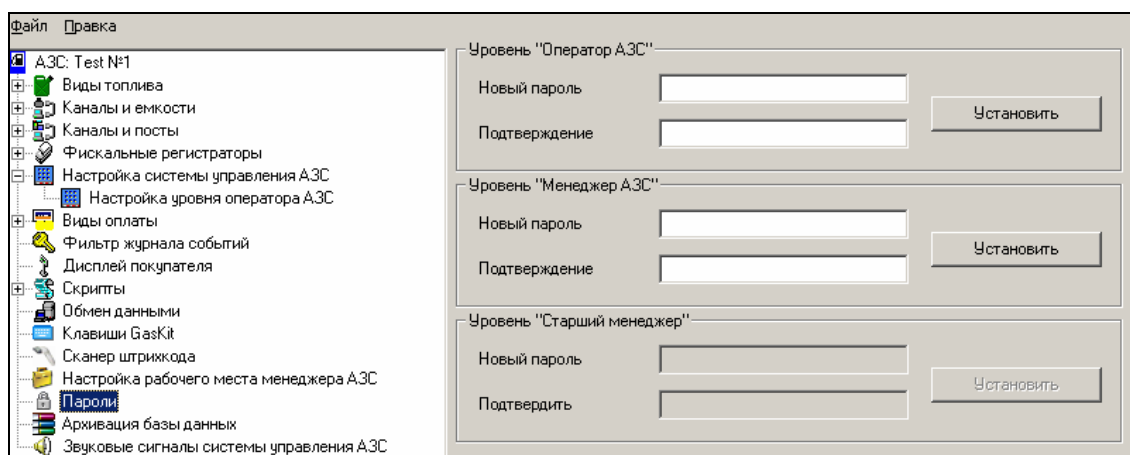 Файл Правка
АЗС: Test №1
Виды топлива
Каналы и емкости
Каналы и посты
Фискальные регистраторы
Настройка системы управления АЗС
Настройка уровня оператора АЗС
Виды оплаты
Фильтр журнала событий
Дисплей покупателя
Скрипты
Обмен данными
Клавиши GasKit
Сканер штрихкода
Настройка рабочего места менеджера АЗС
Пароли
Архивация базы данных
Звуковые сигналы системы управления АЗС
Уровень "Оператор АЗС"
Новый пароль
Подтверждение
Установить
Уровень "Менеджер АЗС"
Новый пароль
Подтверждение
Установить
Уровень "Старший менеджер"
Новый пароль
Подтвердить
Установить